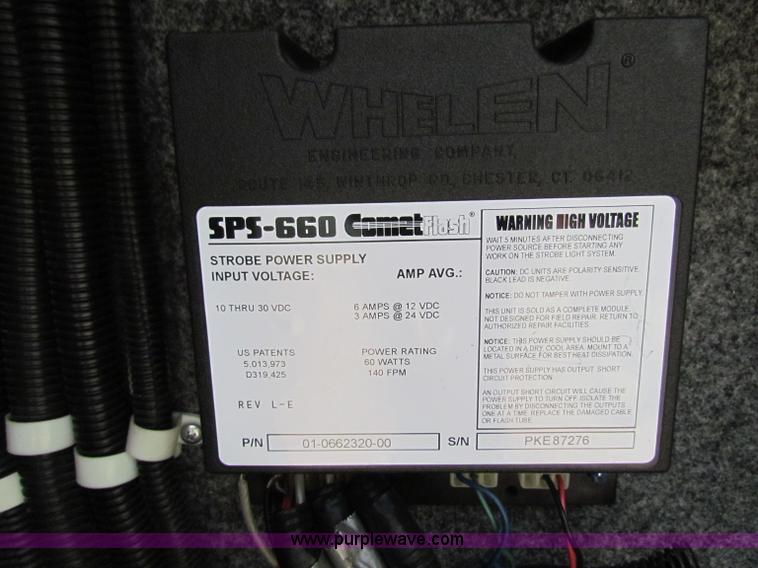 WHELEN®
ENGINEERING COMPANY,
ROUTE 145, WINTHROP RD, CHESTER, CT. 06412
SPS-660 Comet Flash®
STROBE POWER SUPPLY
INPUT VOLTAGE: AMP AVG.:
10 THRU 30 VDC 6 AMPS @ 12 VDC
3 AMPS @ 24 VDC
US PATENTS POWER RATING
5,013,973 60 WATTS
D319,425 140 FPM
REV L-E
P/N 01-0662320-00 S/N PKE87276
WARNING HIGH VOLTAGE
WAIT 5 MINUTES AFTER DISCONNECTING
POWER SOURCE BEFORE STARTING ANY
WORK ON THE STROBE LIGHT SYSTEM.
CAUTION: DC UNITS ARE POLARITY SENSITIVE.
BLACK LEAD IS NEGATIVE.
NOTICE: DO NOT TAMPER WITH POWER SUPPLY.
THIS UNIT IS SOLD AS A COMPLETE MODULE,
NOT DESIGNED FOR FIELD REPAIR. RETURN TO
AUTHORIZED REPAIR FACILITIES.
NOTICE: THIS POWER SUPPLY SHOULD BE
LOCATED IN A DRY, COOL AREA. MOUNT TO A
METAL SURFACE FOR BEST HEAT DISSIPATION.
THIS POWER SUPPLY HAS OUTPUT SHORT
CIRCUIT PROTECTION.
AN OUTPUT SHORT CIRCUIT WILL CAUSE THE
POWER SUPPLY TO TURN OFF. ISOLATE THE
PROBLEM BY DISCONNECTING THE OUTPUTS
ONE AT A TIME. REPLACE THE DAMAGED CABLE
OR FLASH TUBE.
www.purplewave.com